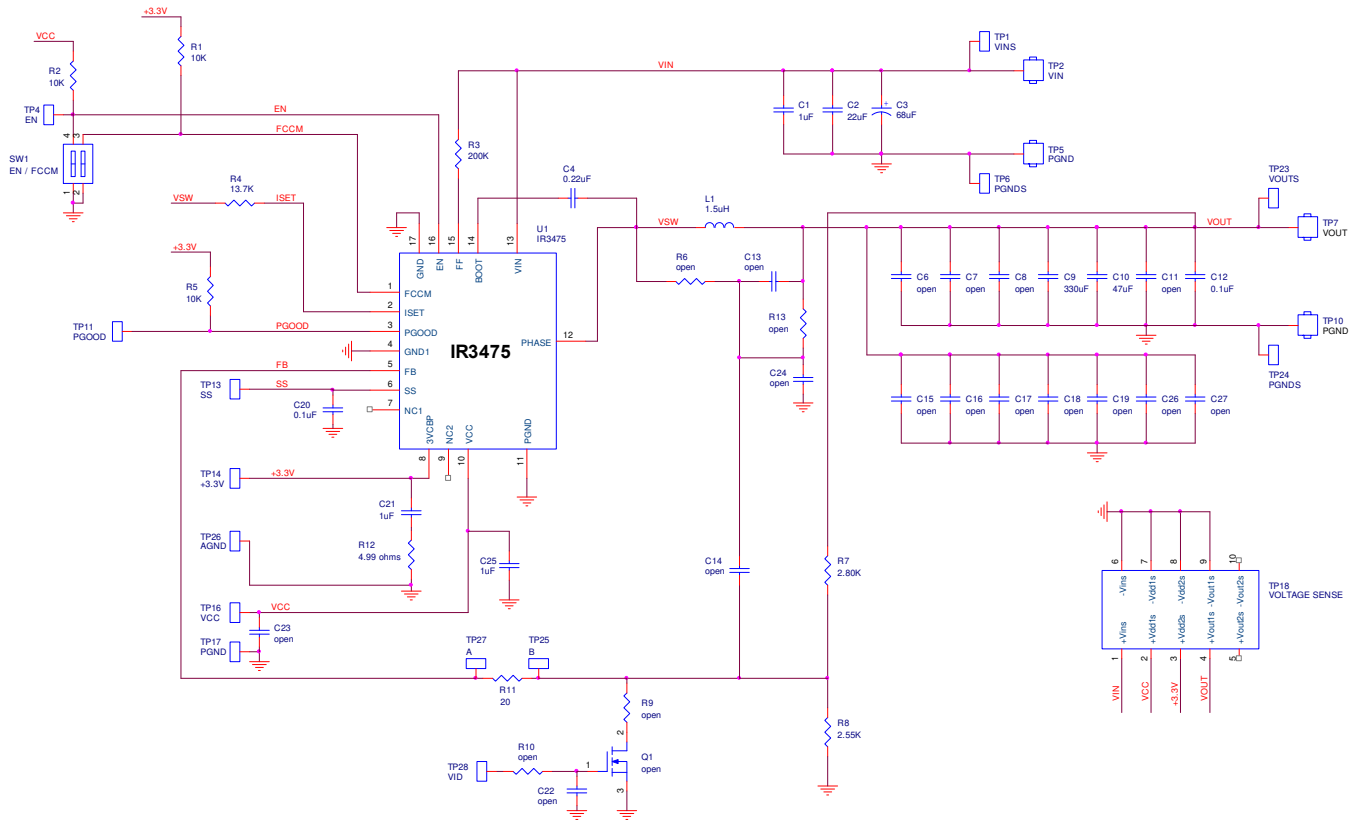 +3.3V
VCC
R1
10K
R2
10K
TP4
EN
EN
FCCM
4
3
SW1
EN / FCCM
1
2
R4
13.7K
VSW
ISET
+3.3V
R5
10K
TP11
PGOOD
PGOOD
FB
TP13
SS
SS
C20
0.1uF
R3
200K
C4
0.22uF
U1
IR3475
17
16
15
14
13
GND
EN
FF
BOOT
VIN
1
FCCM
2
ISET
3
PGOOD
4
GND1
5
FB
6
SS
7
NC1
IR3475
PHASE
12
3VCBP
NC2
VCC
PGND
8
9
10
11
VIN
TP1
VINS
TP2
VIN
C1
1uF
C2
22uF
+
C3
68uF
TP5
PGND
TP6
PGNDS
TP23
VOUTS
L1
1.5uH
VSW
VOUT
TP7
VOUT
R6
open
C13
open
R13
open
C24
open
C6
open
C7
open
C8
open
C9
330uF
C10
47uF
C11
open
C12
0.1uF
TP10
PGND
TP24
PGNDS
C15
open
C16
open
C17
open
C18
open
C19
open
C26
open
C27
open
TP14
+3.3V
+3.3V
C21
1uF
TP26
AGND
R12
4.99 ohms
C25
1uF
TP16
VCC
VCC
C23
open
TP17
PGND
C14
open
R7
2.80K
TP27
A
TP25
B
R11
20
R9
open
R8
2.55K
2
Q1
open
1
3
R10
open
TP28
VID
C22
open
6
7
8
9
10
-Vins
-Vdd1s
-Vdd2s
-Vout1s
-Vout2s
TP18
VOLTAGE SENSE
+Vins
+Vdd1s
+Vdd2s
+Vout1s
+Vout2s
1
2
3
4
5
VIN
VCC
+3.3V
VOUT